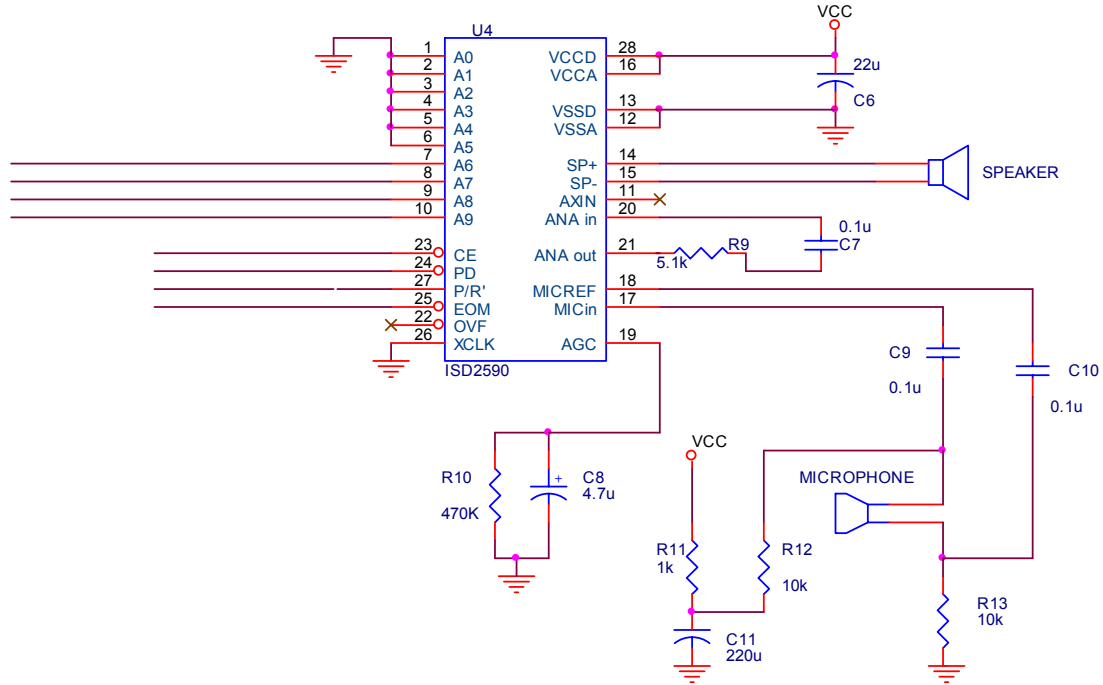 VCC
U4
1 A0 VCCD 28
2 A1 VCCA 16
3 A2
4 A3 VSSD 13
5 A4 VSSA 12
6 A5
7 A6 SP+ 14
8 A7 SP- 15
9 A8 AXIN 11
10 A9 ANA in 20
23 CE ANA out 21
24 PD
27 P/R' MICREF 18
25 EOM MICin 17
22 OVF
26 XCLK AGC 19
ISD2590
22u
C6
SPEAKER
0.1u
C7
R9
5.1k
C9
0.1u
C10
0.1u
R10
470K
+
C8
4.7u
VCC
MICROPHONE
R11
1k
R12
10k
C11
220u
R13
10k